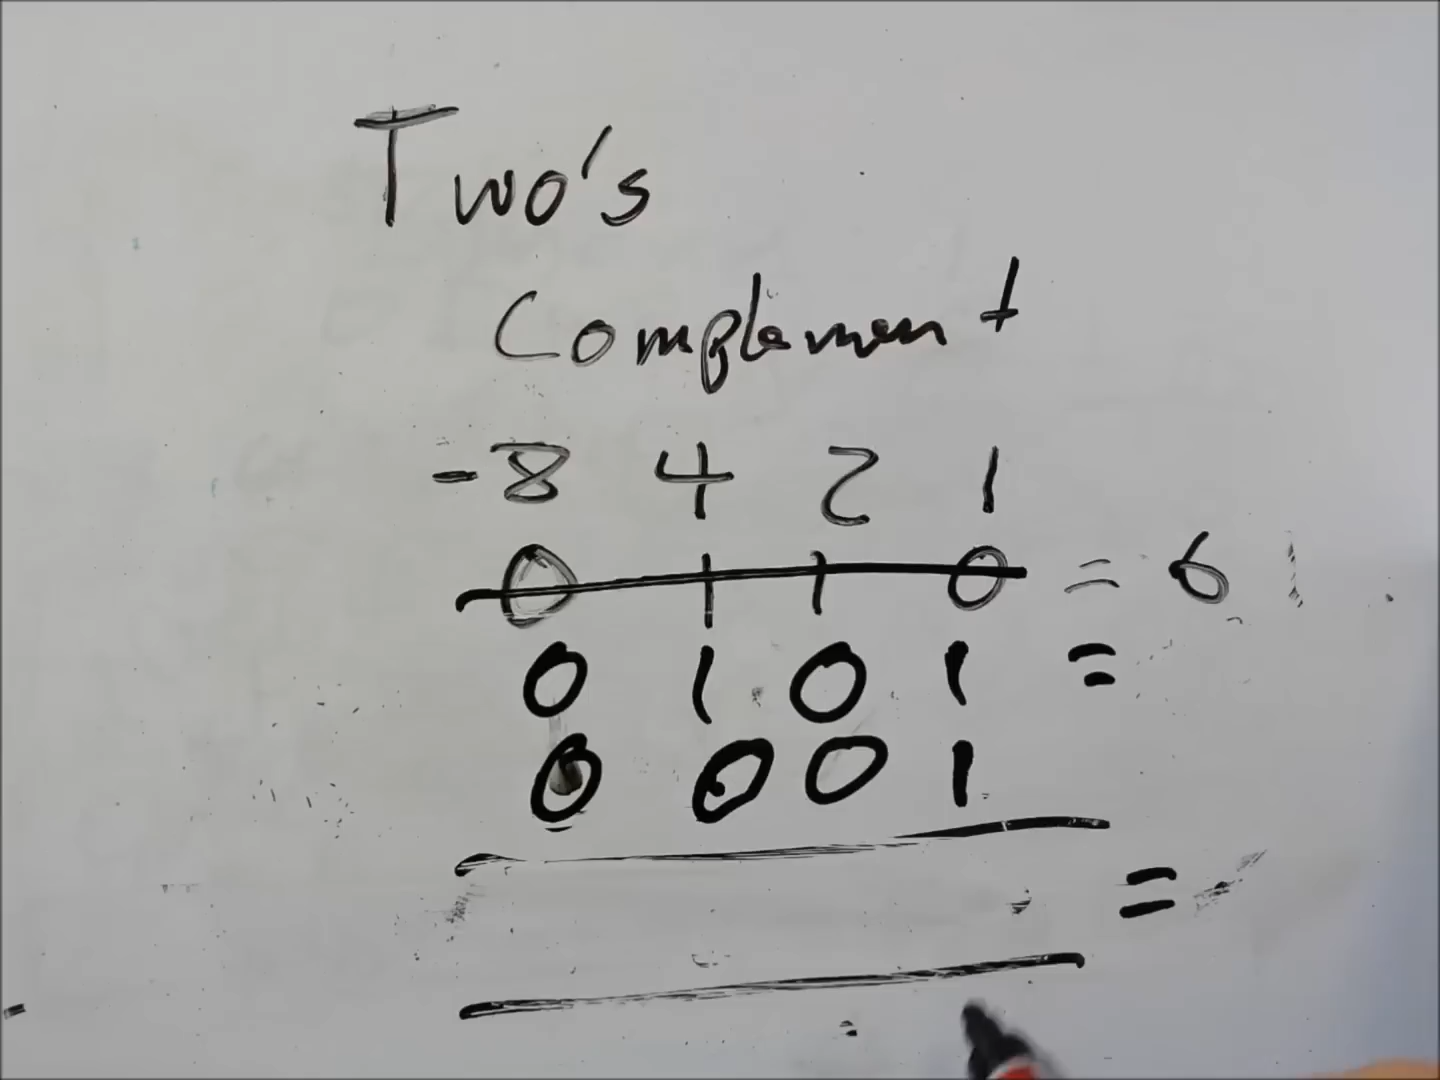 Two's
Complement
-8 4 2 1
0 1 1 0 = 6
0 1 0 1 =
0 0 0 1
=